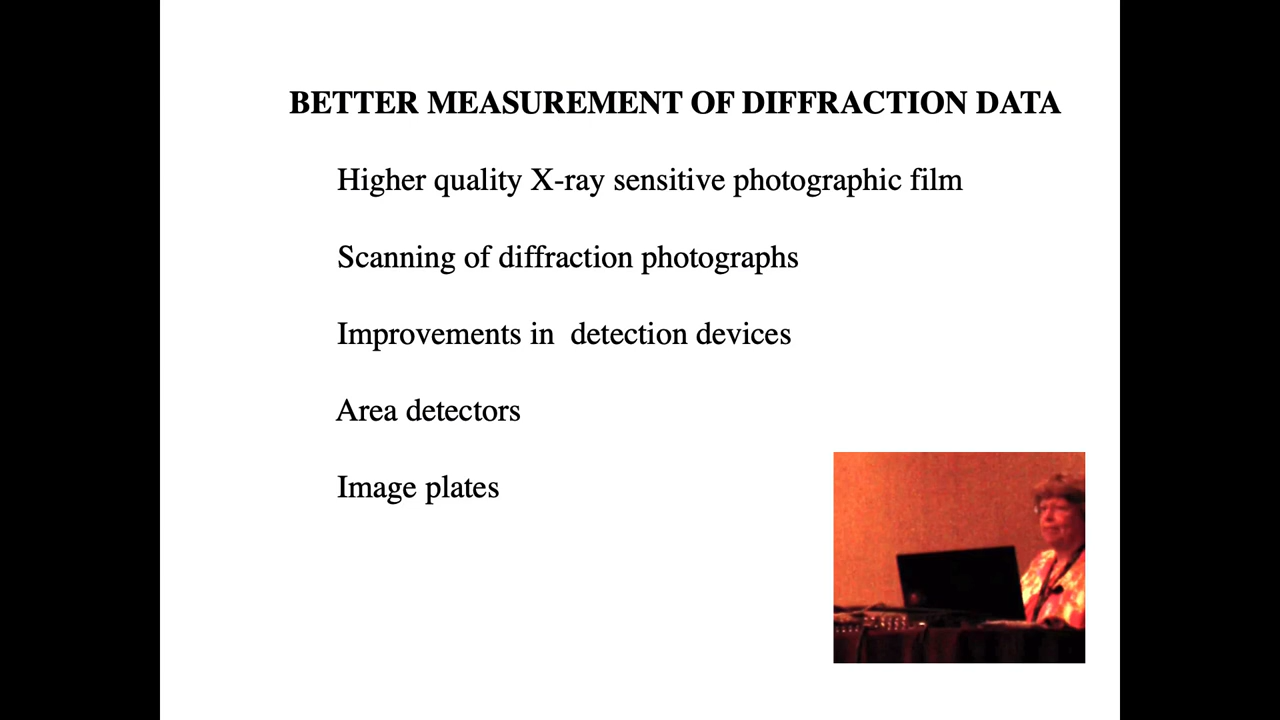 BETTER MEASUREMENT OF DIFFRACTION DATA
Higher quality X-ray sensitive photographic film
Scanning of diffraction photographs
Improvements in  detection devices
Area detectors
Image plates